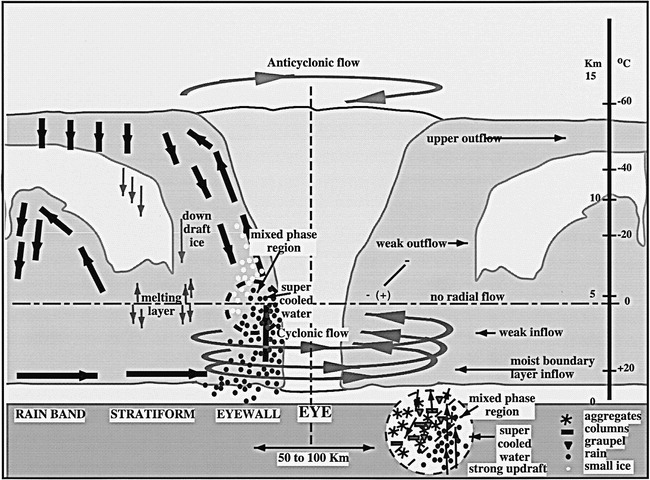 Anticyclonic flow
Km
15
°C
-60
upper outflow
-40
10
down
draft
ice
mixed phase
region
weak outflow
-20
-
- (+)
super
cooled
water
melting
layer
no radial flow
5
0
Cyclonic flow
weak inflow
moist boundary
layer inflow
+20
0
RAIN BAND
STRATIFORM
EYEWALL
EYE
50 to 100 Km
mixed phase
region
super
cooled
water
strong updraft
aggregates
columns
graupel
rain
small ice